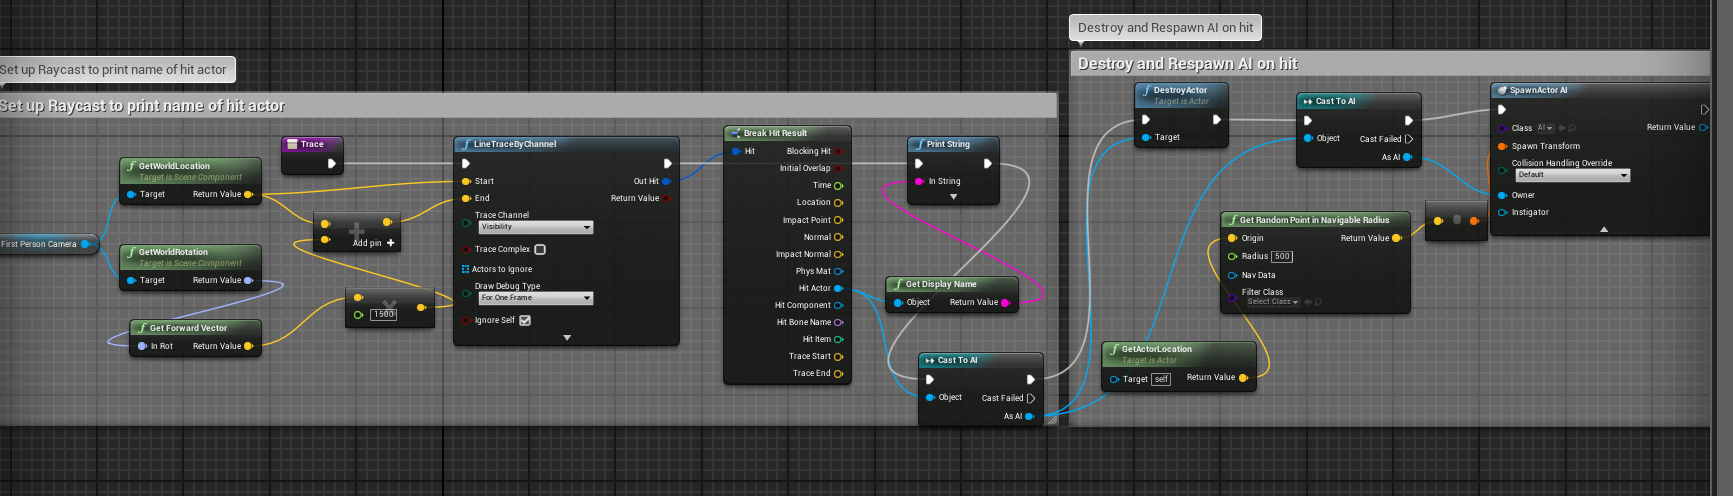 Set up Raycast to print name of hit actor
Set up Raycast to print name of hit actor
First Person Camera
GetWorldLocation
Target is Scene Component
Target
Return Value
GetWorldRotation
Target is Scene Component
Target
Return Value
Get Forward Vector
In Rot
Return Value
Trace
Add pin
1500
LineTraceByChannel
Start
Out Hit
End
Return Value
Trace Channel
Visibility
Trace Complex
Actors to Ignore
Draw Debug Type
For One Frame
Ignore Self
Break Hit Result
Hit
Blocking Hit
Initial Overlap
Time
Location
Impact Point
Normal
Impact Normal
Phys Mat
Hit Actor
Hit Component
Hit Bone Name
Hit Item
Trace Start
Trace End
Print String
In String
Get Display Name
Object
Return Value
Cast To AI
Object
Cast Failed
As AI
Destroy and Respawn AI on hit
Destroy and Respawn AI on hit
DestroyActor
Target is Actor
Target
Cast To AI
Object
Cast Failed
As AI
GetActorLocation
Target is Actor
Target
self
Return Value
Get Random Point in Navigable Radius
Origin
Return Value
Radius
500
Nav Data
Filter Class
Select Class
SpawnActor AI
Class
AI
Return Value
Spawn Transform
Collision Handling Override
Default
Owner
Instigator